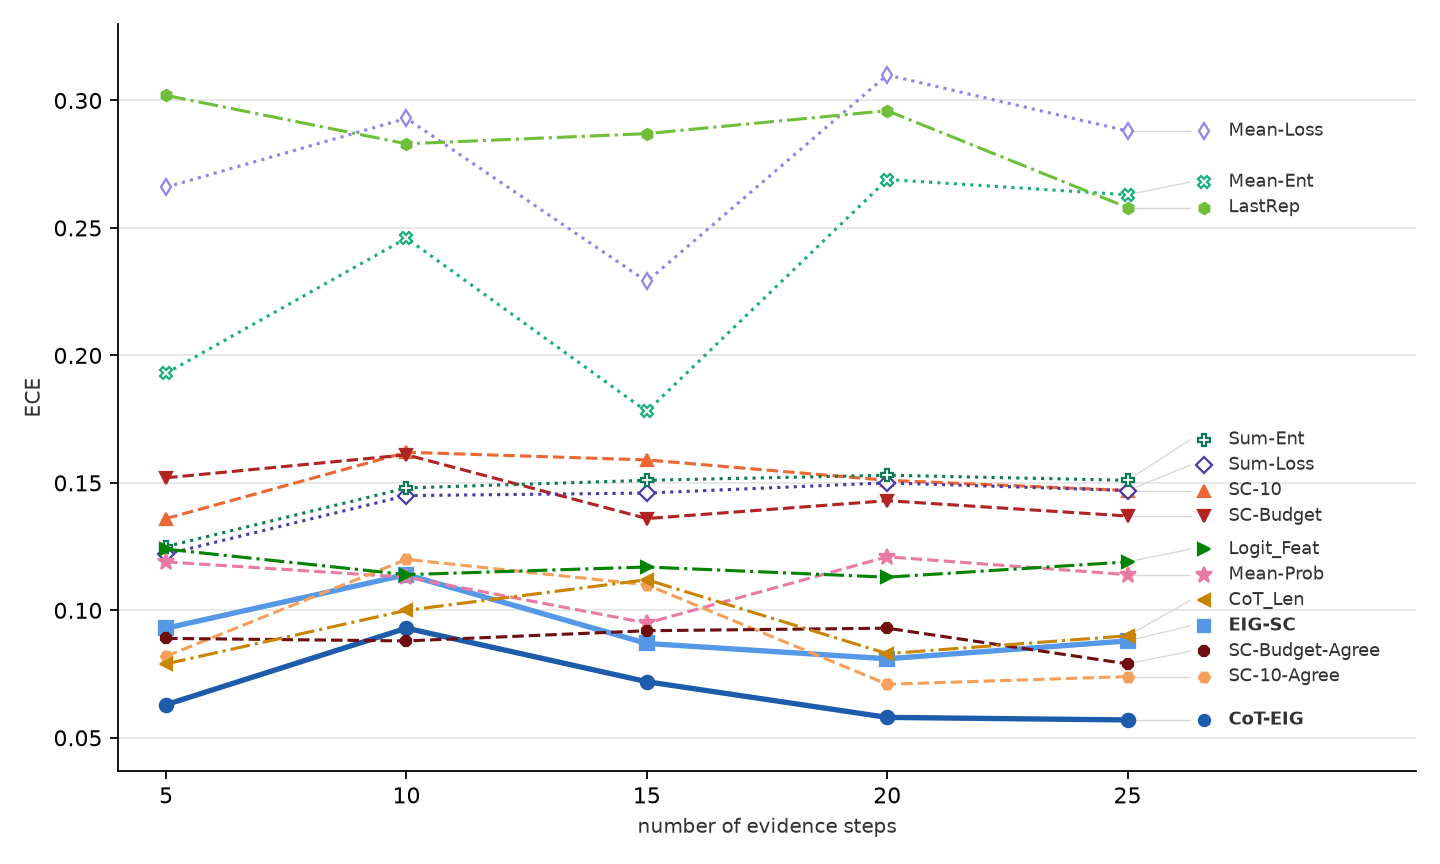 0.30
0.25
0.20
0.15
0.10
0.05
ECE
5
10
15
20
25
number of evidence steps
Mean-Loss
Mean-Ent
LastRep
Sum-Ent
Sum-Loss
SC-10
SC-Budget
Logit_Feat
Mean-Prob
CoT_Len
EIG-SC
SC-Budget-Agree
SC-10-Agree
CoT-EIG